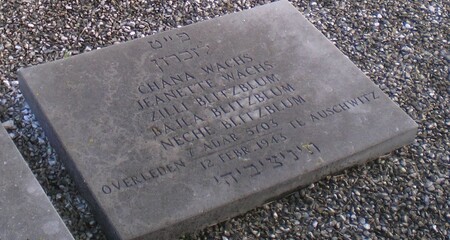 לזכרון
CHANA WACHS
JEANETTE WACHS
ZILLI BLITZBLUM
BAJLA BLITZBLUM
NECHE BLITZBLUM
OVERLEDEN 7 ADAR 5703 TE AUSCHWITZ
12 FEBR 1943